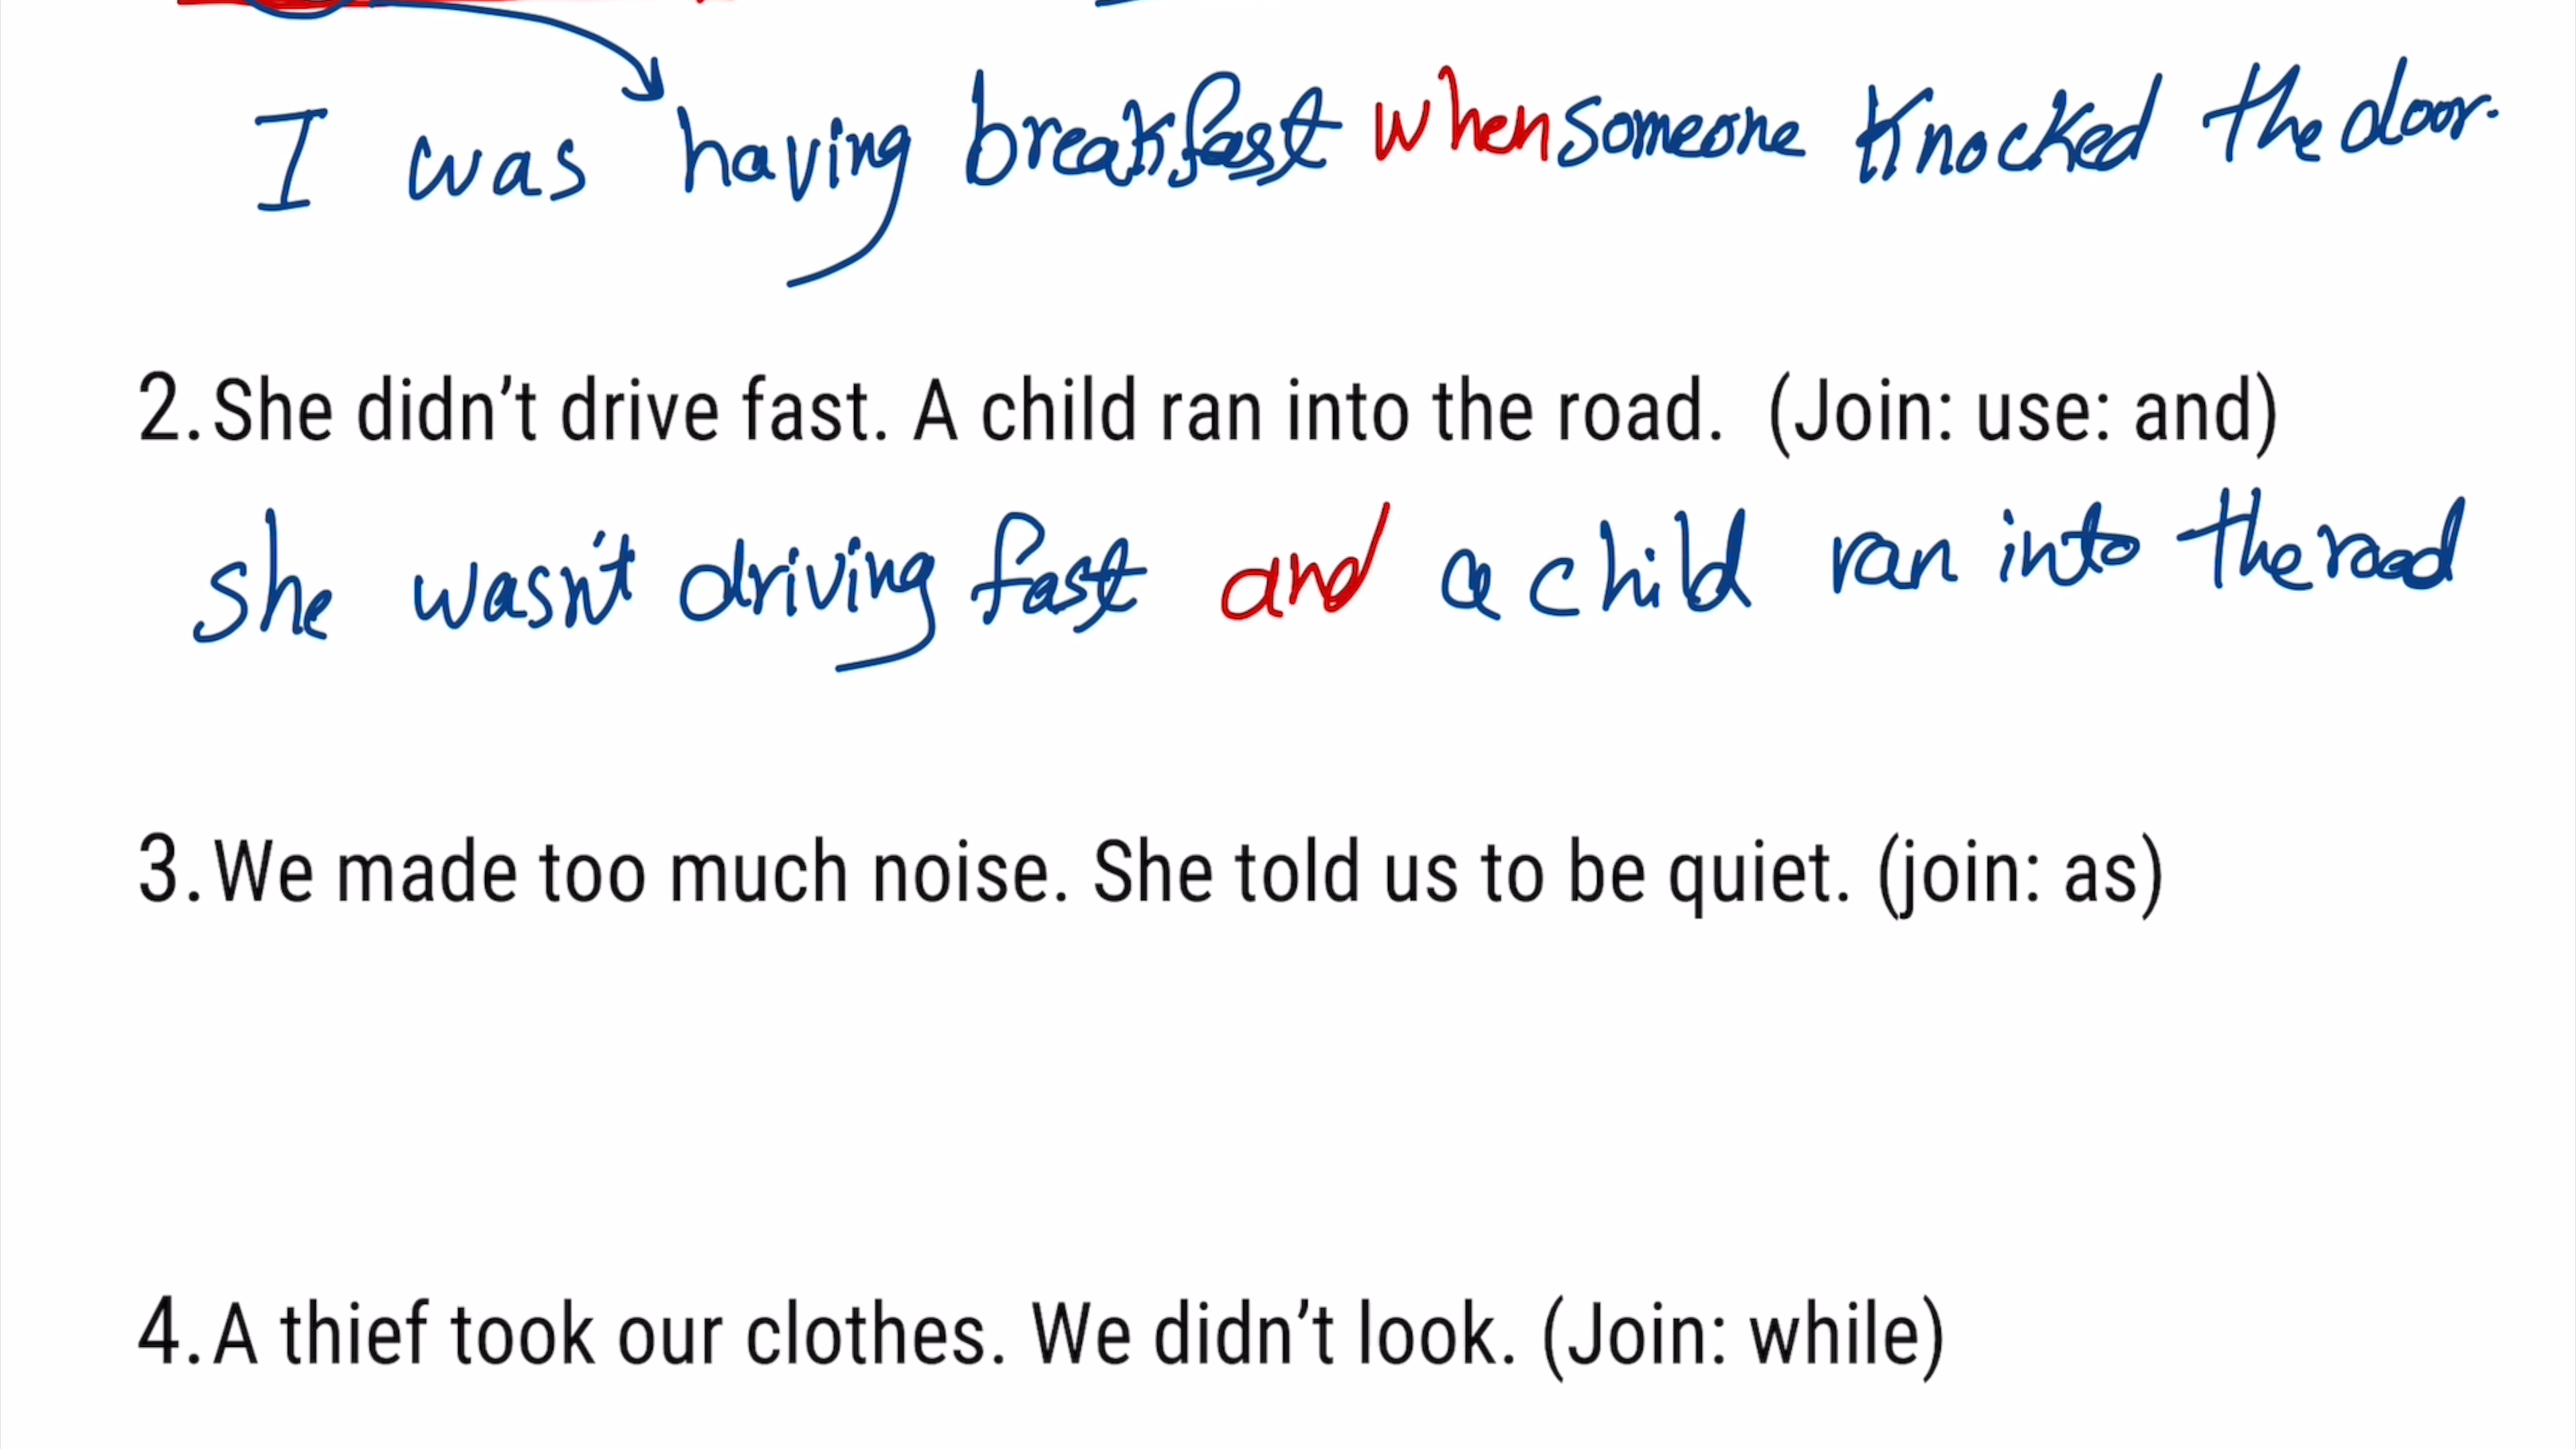 I was having breakfast when someone knocked the door.
2. She didn't drive fast. A child ran into the road. (Join: use: and)
she wasn't driving fast and a child ran into the road
3. We made too much noise. She told us to be quiet. (join: as)
4. A thief took our clothes. We didn't look. (Join: while)